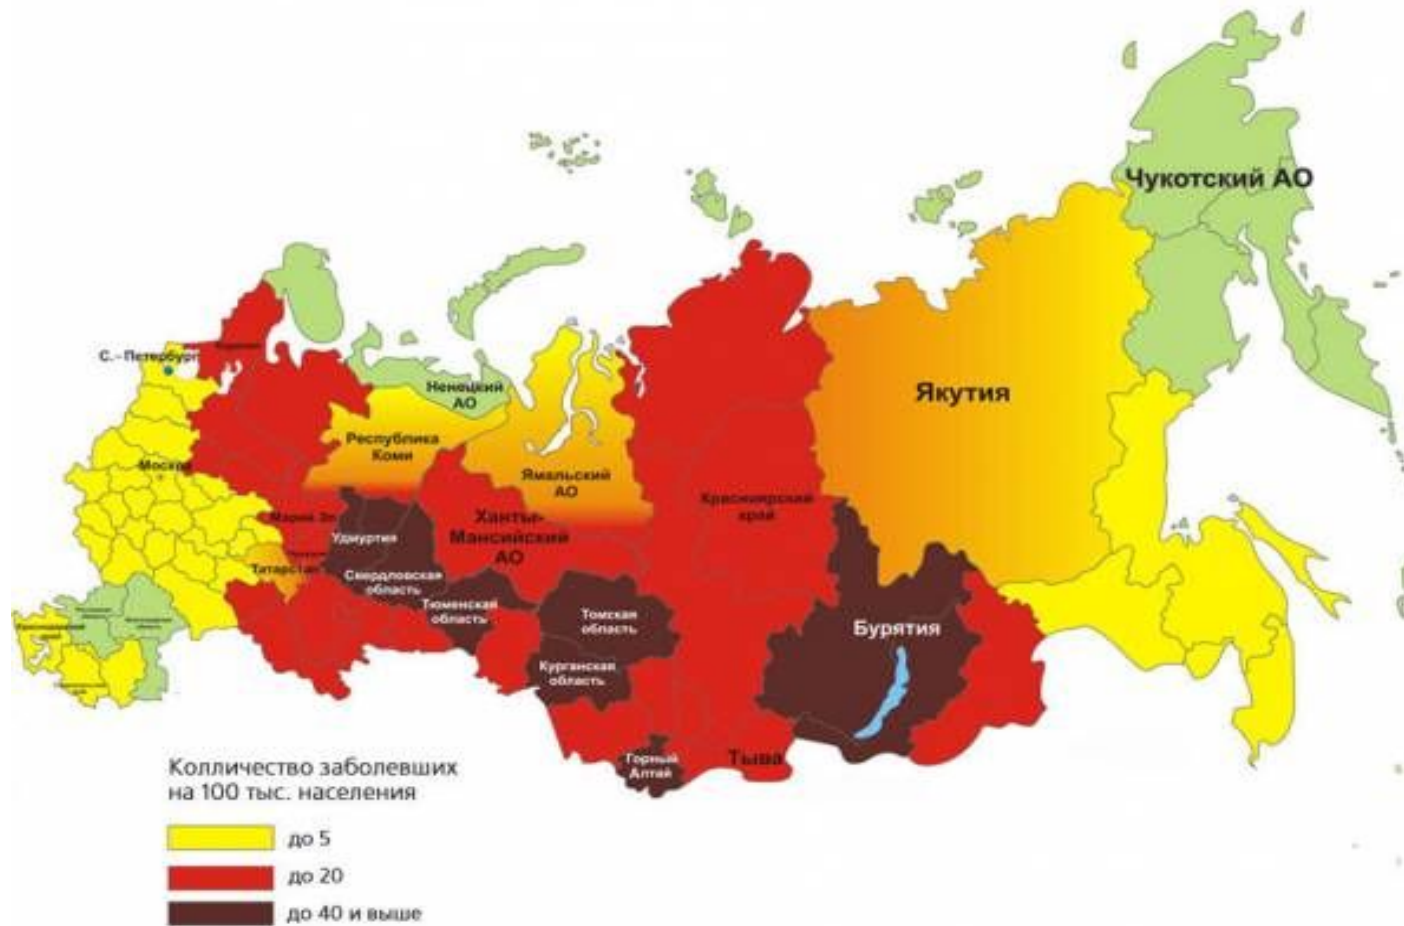 Чукотский АО
С.- Петербург
Ненецкий
АО
Якутия
Республика
Коми
Москва
Ямальский
АО
Красноярский
край
Марий Эл
Ханты-
Мансийский
АО
Удмуртия
Татарстан
Свердловская
область
Тюменская
область
Томская
область
Бурятия
Курганская
область
Горный
Алтай
Тыва
Колличество заболевших
на 100 тыс. населения
до 5
до 20
до 40 и выше